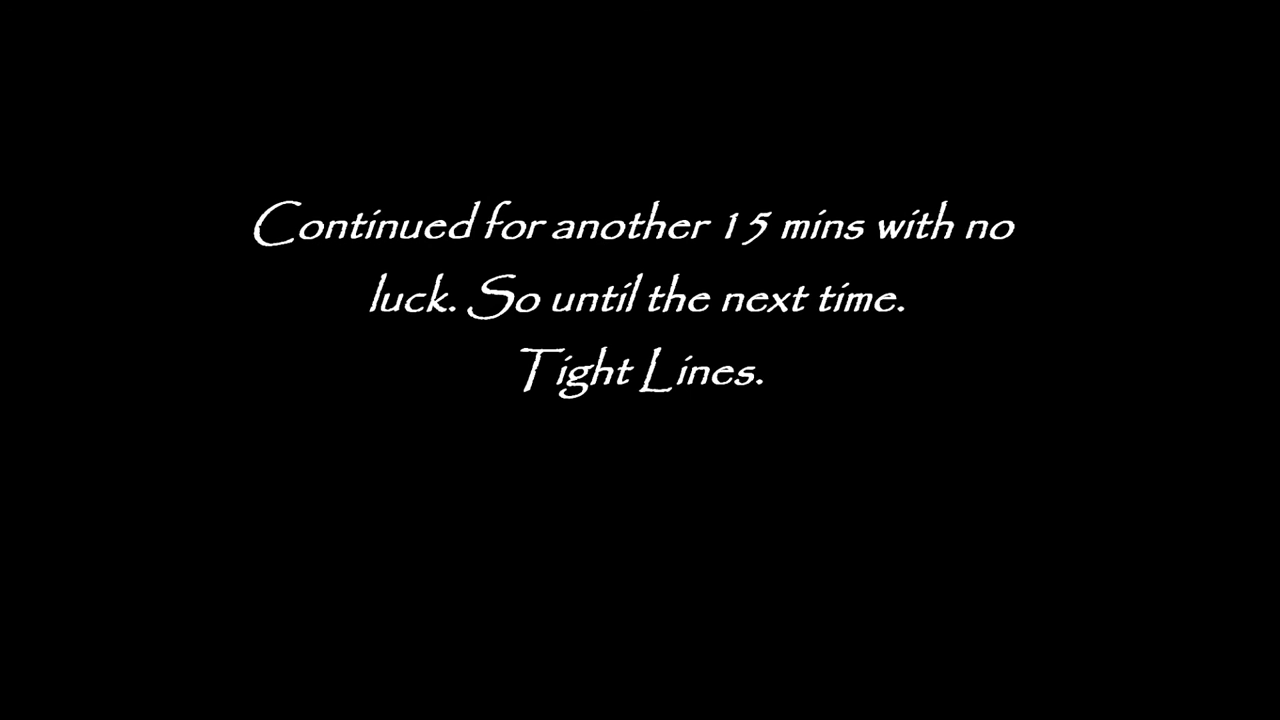 Continued for another 15 mins with no
luck. So until the next time.
Tight Lines.